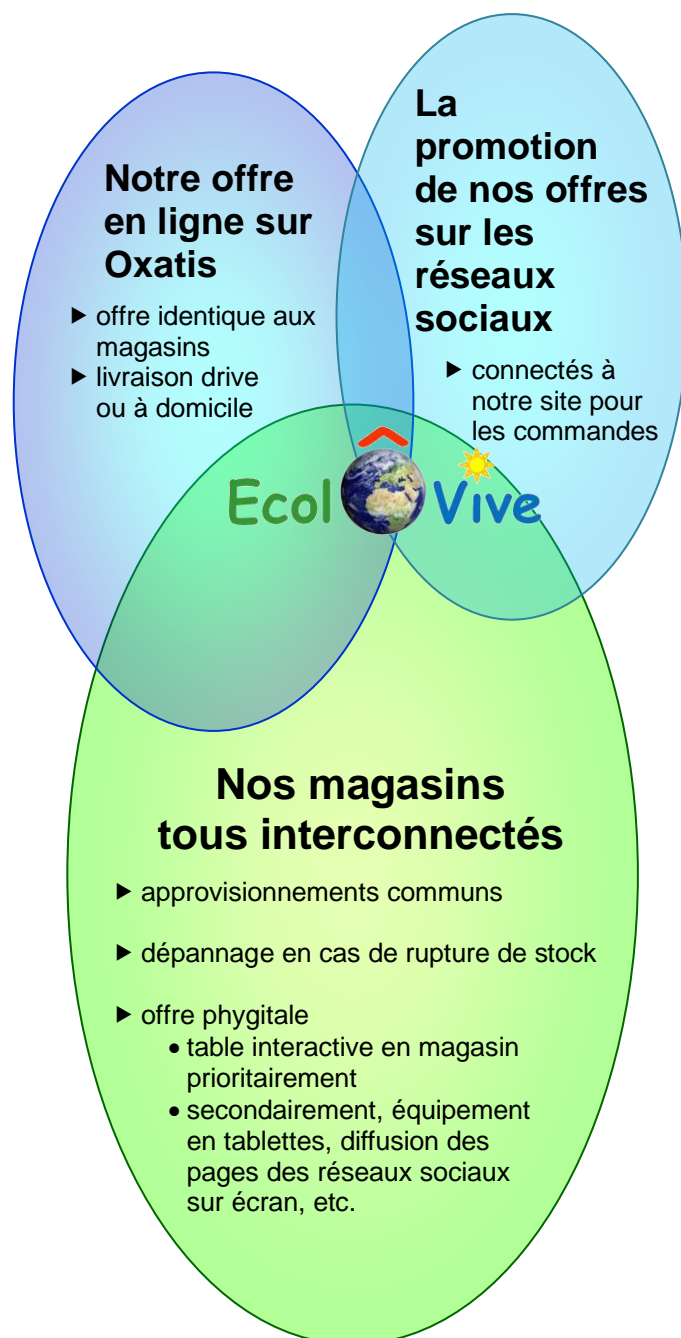 Notre offre
en ligne sur
Oxatis
▶ offre identique aux
magasins
▶ livraison drive
ou à domicile
La
promotion
de nos offres
sur les
réseaux
sociaux
▶ connectés à
notre site pour
les commandes
Ecol Ô Vive
Nos magasins
tous interconnectés
▶ approvisionnements communs
▶ dépannage en cas de rupture de stock
▶ offre phygitale
• table interactive en magasin
prioritairement
• secondairement, équipement
en tablettes, diffusion des
pages des réseaux sociaux
sur écran, etc.